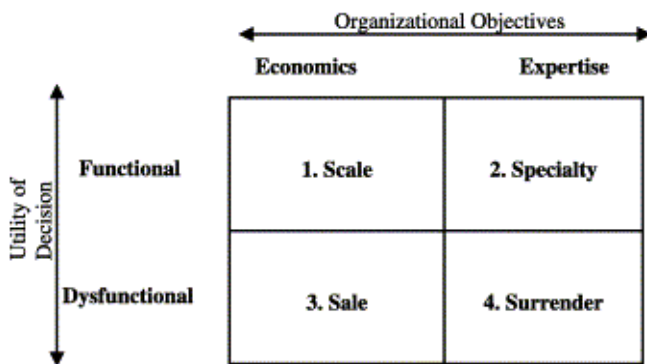 Organizational Objectives
Economics Expertise
Functional 1. Scale 2. Specialty
Utility of
Decision
Dysfunctional 3. Sale 4. Surrender